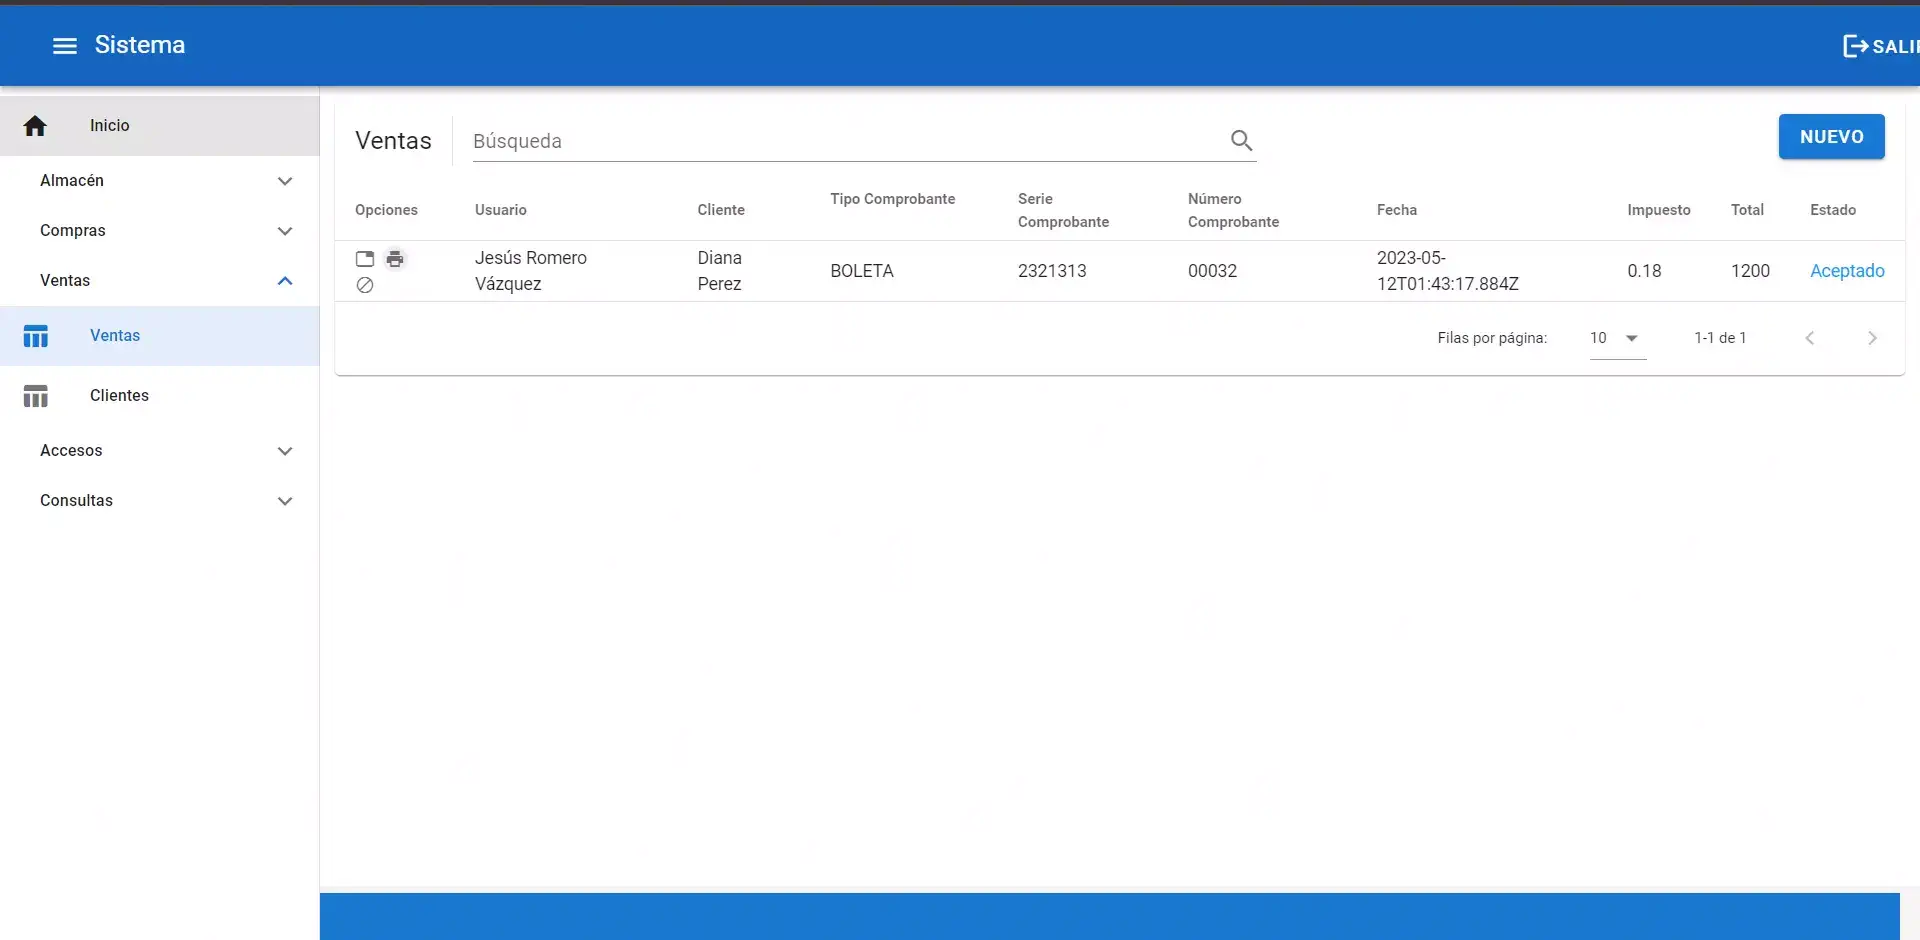 Sistema
SALI
Inicio
Almacén
Compras
Ventas
Ventas
Clientes
Accesos
Consultas
Ventas
Búsqueda
NUEVO
Opciones
Usuario
Cliente
Tipo Comprobante
Serie
Comprobante
Número
Comprobante
Fecha
Impuesto
Total
Estado
Jesús Romero
Vázquez
Diana
Perez
BOLETA
2321313
00032
2023-05-
12T01:43:17.884Z
0.18
1200
Aceptado
Filas por página:
10
1-1 de 1